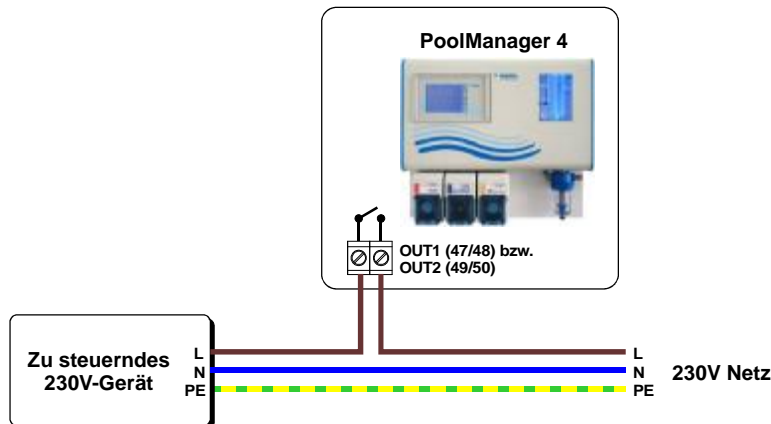 PoolManager 4
OUT1 (47/48) bzw.
OUT2 (49/50)
Zu steuerndes
230V-Gerät
L
N
PE
L
N
PE
230V Netz